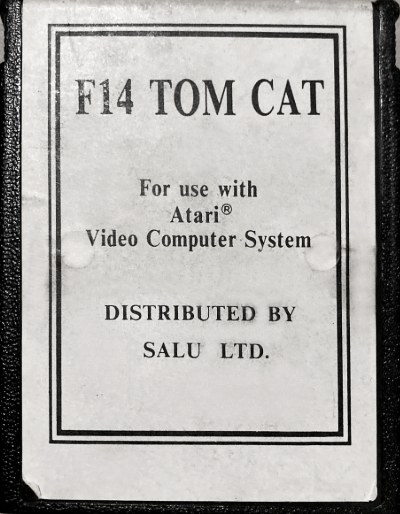 F14 TOM CAT
For use with
Atari®
Video Computer System
DISTRIBUTED BY
SALU LTD.